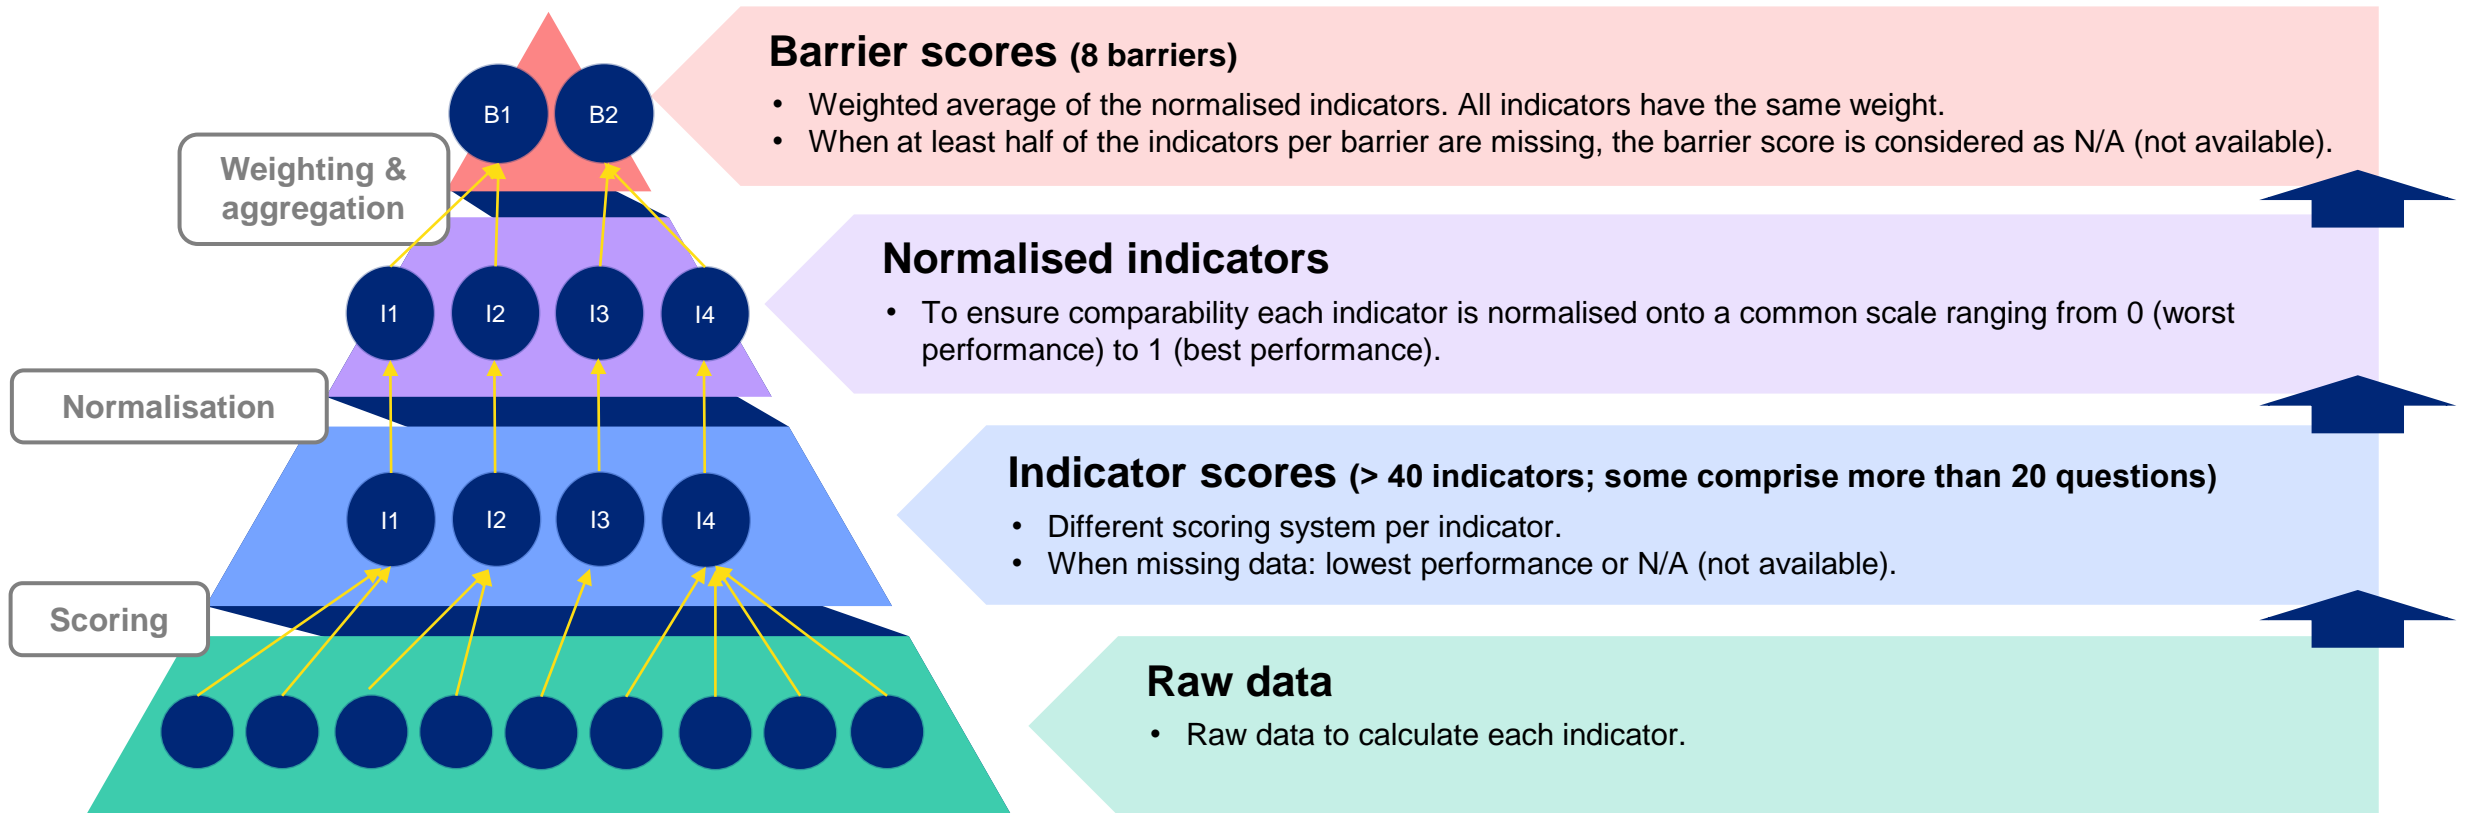 Barrier scores (8 barriers)
• Weighted average of the normalised indicators. All indicators have the same weight.
• When at least half of the indicators per barrier are missing, the barrier score is considered as N/A (not available).
B1
B2
Weighting &
aggregation
Normalised indicators
• To ensure comparability each indicator is normalised onto a common scale ranging from 0 (worst
performance) to 1 (best performance).
I1
I2
I3
I4
Normalisation
Indicator scores (> 40 indicators; some comprise more than 20 questions)
• Different scoring system per indicator.
• When missing data: lowest performance or N/A (not available).
I1
I2
I3
I4
Scoring
Raw data
• Raw data to calculate each indicator.